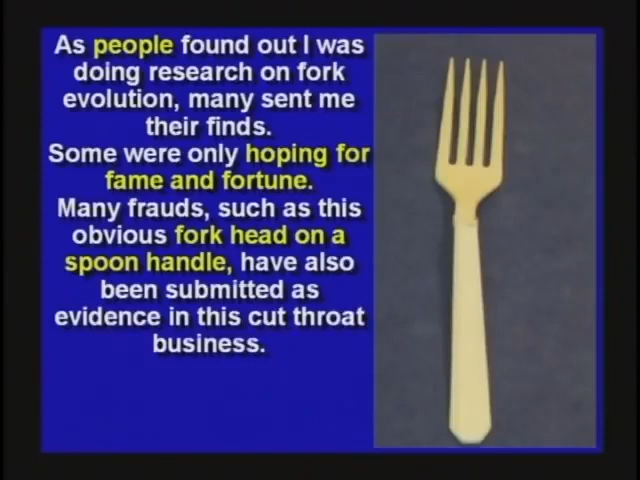 As people found out I was
doing research on fork
evolution, many sent me
their finds.
Some were only hoping for
fame and fortune.
Many frauds, such as this
obvious fork head on a
spoon handle, have also
been submitted as
evidence in this cut throat
business.